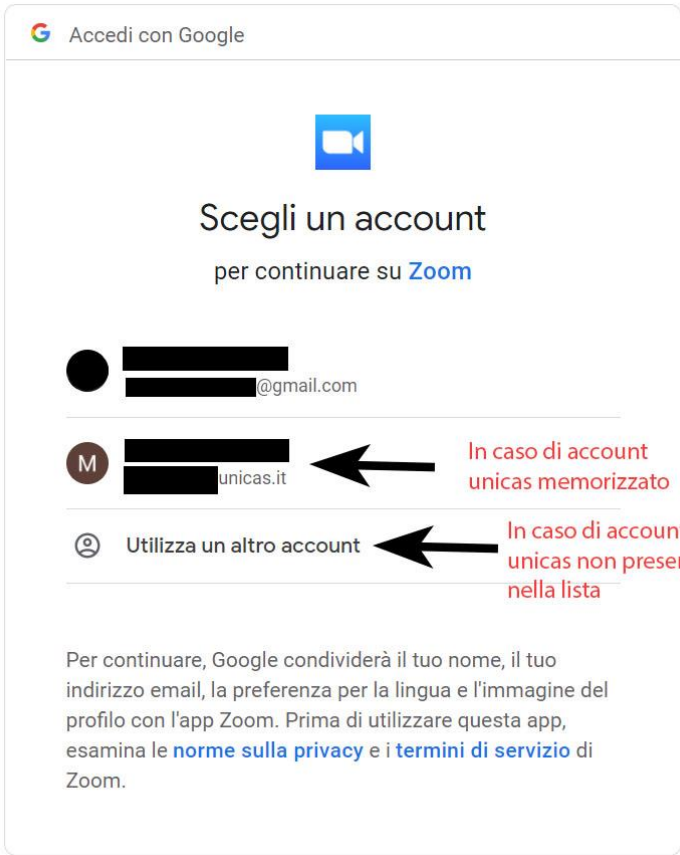 Accedi con Google
Scegli un account
per continuare su Zoom
@gmail.com
M
unicas.it
In caso di account
unicas memorizzato
Utilizza un altro account
In caso di accoun
unicas non prese
nella lista
Per continuare, Google condividerà il tuo nome, il tuo
indirizzo email, la preferenza per la lingua e l'immagine del
profilo con l'app Zoom. Prima di utilizzare questa app,
esamina le norme sulla privacy e i termini di servizio di
Zoom.